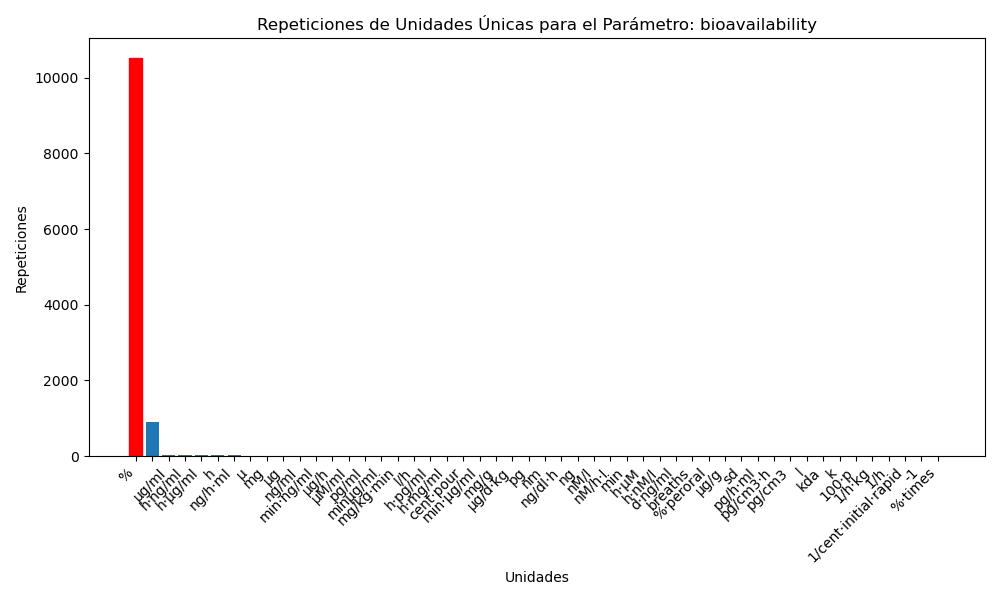 Repeticiones de Unidades Únicas para el Parámetro: bioavailability
Repeticiones
10000
8000
6000
4000
2000
0
%
µg/ml
h·ng/ml
h·µg/ml
h
ng/h·ml
µ
mg
µg
ng/ml
min·ng/ml
µg/h
µM/ml
pg/ml
mg/kg·min
l/h
h·pg/ml
h·mg/ml
cent·pour
min·µg/ml
mg/g
µg/d·kg
pg
nm
ng/dl·h
ng
nM/l
nM/h·l
min
h·µM
h·nM/l
d·ng/ml
breaths
%·peroral
µg/g
sd
pg/h·ml
pg/cm3·h
pg/cm3
l
kda
k
100·p
1/h·kg
1/h
1/cent·initial·rapid
-1
%·times
Unidades